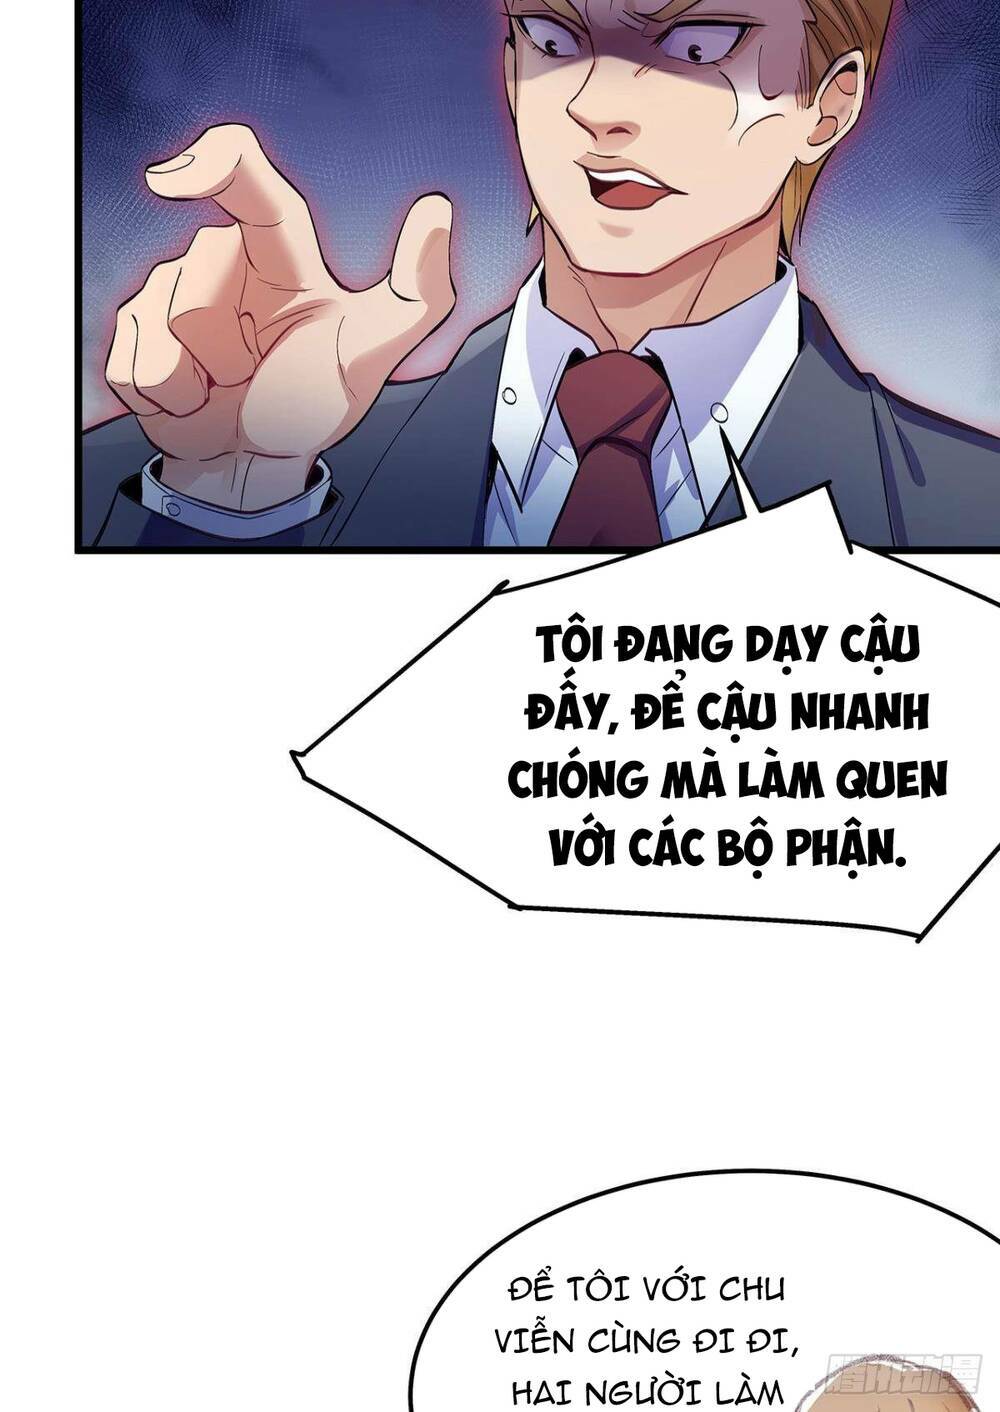 TÔI ĐANG DẠY CẬU
ĐẤY, ĐỂ CẬU NHANH
CHÓNG MÀ LÀM QUEN
VỚI CÁC BỘ PHẬN.
ĐỂ TÔI VỚI CHU
VIỄN CÙNG ĐI ĐI,
HAI NGƯỜI LÀM